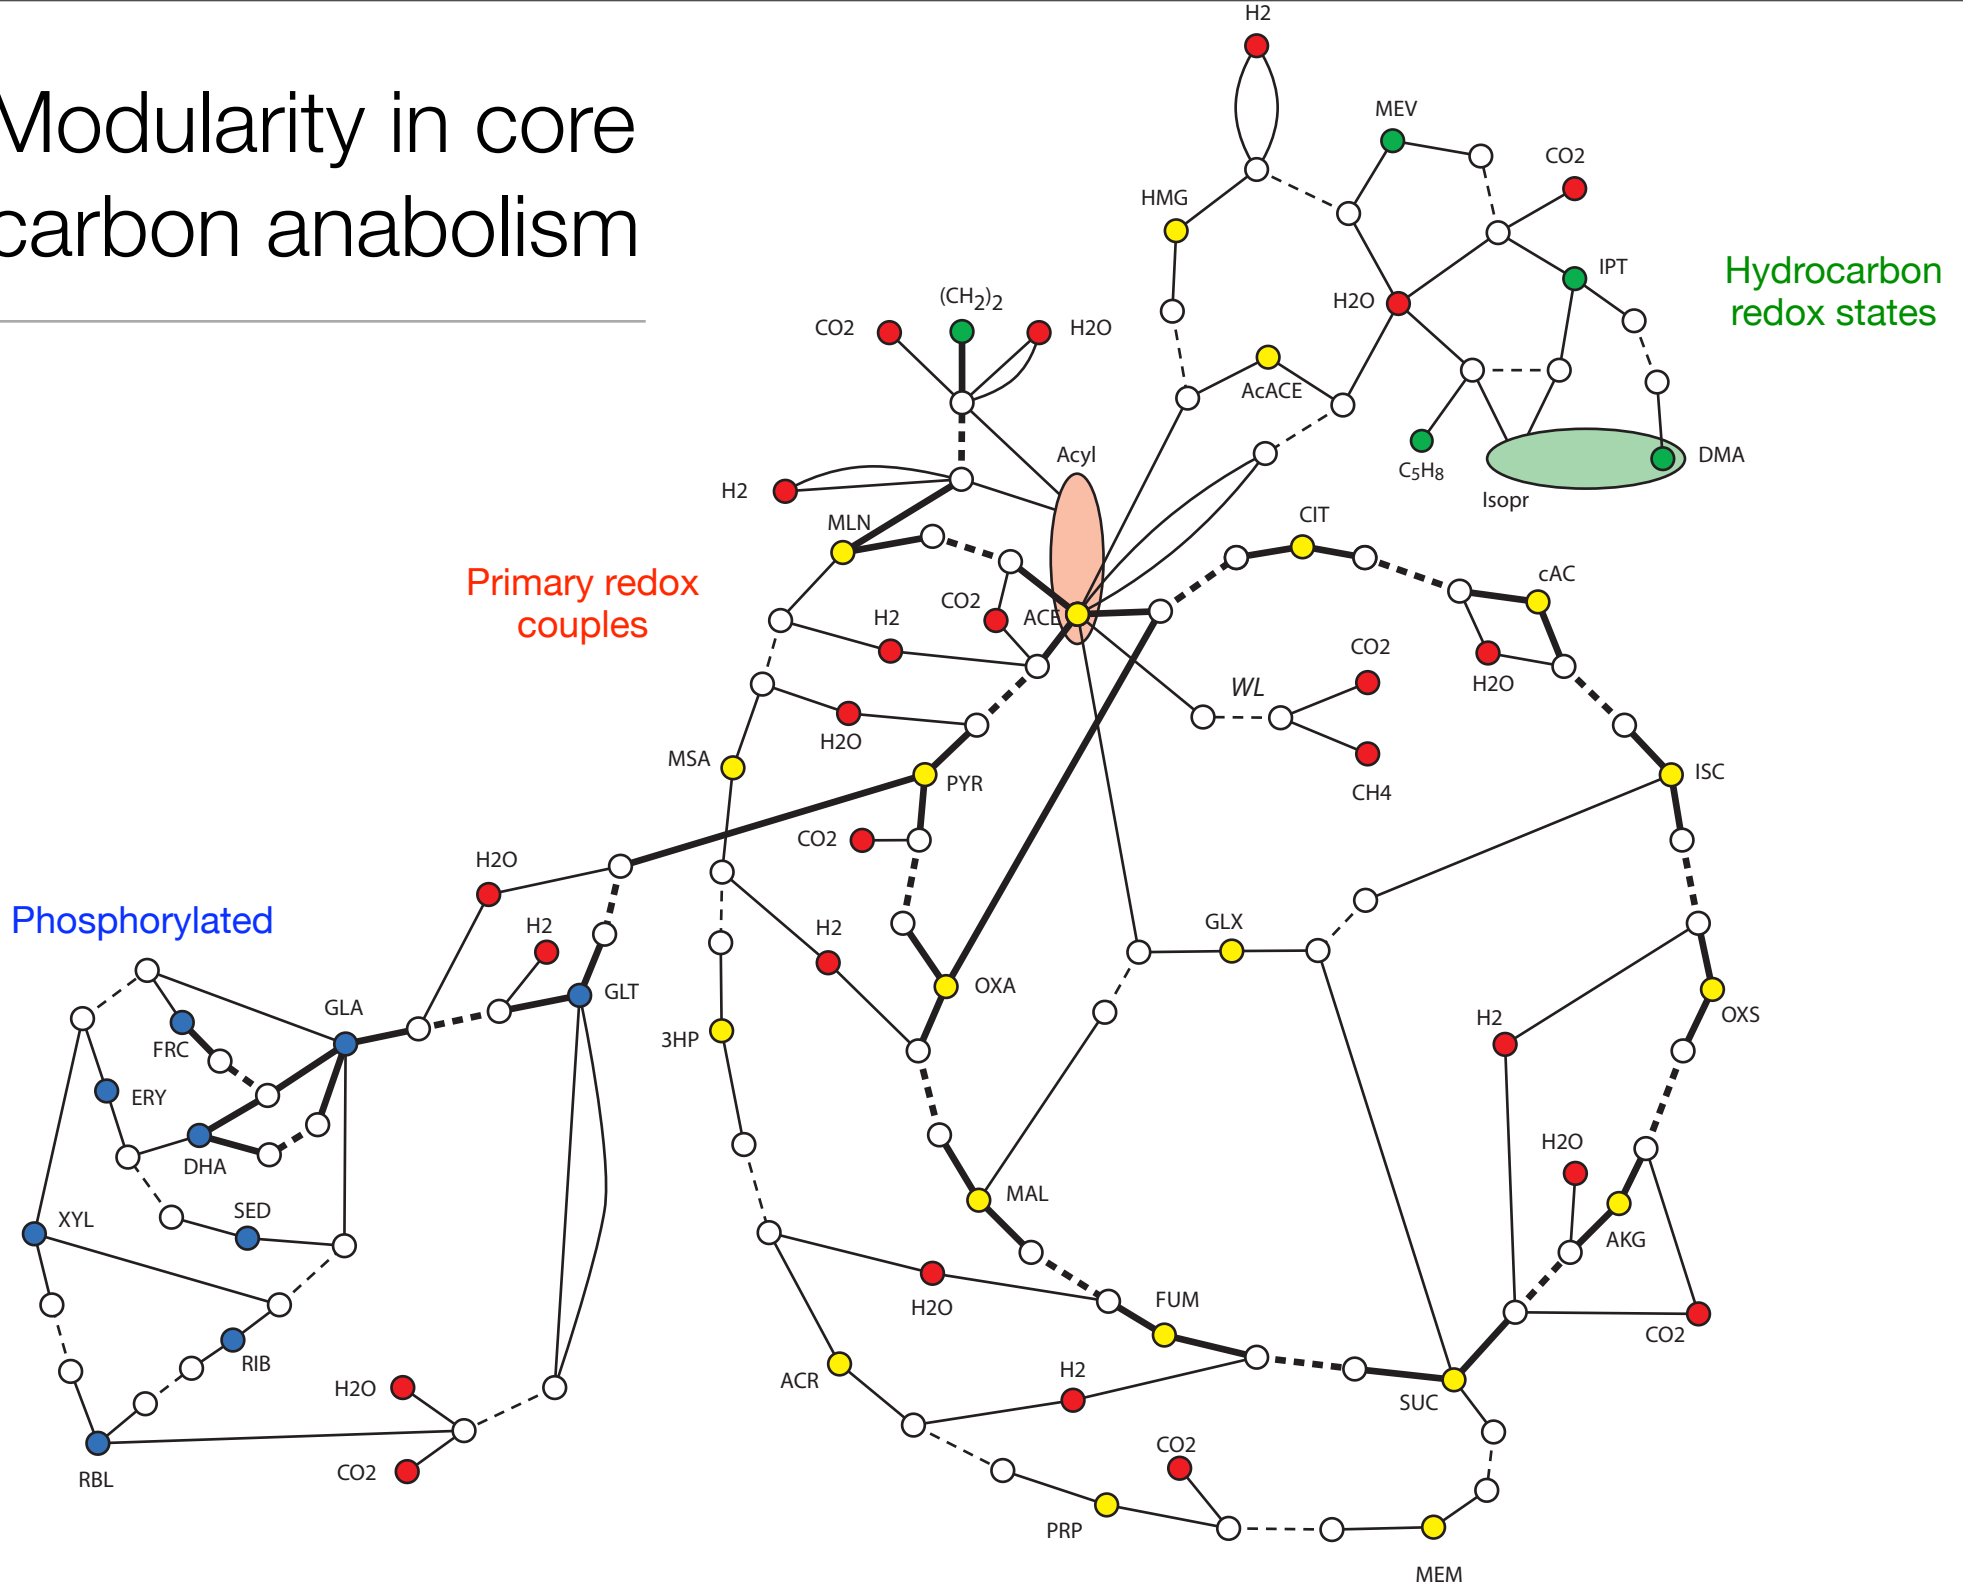 Modularity in core
carbon anabolism
H2
MEV
CO2
HMG
IPT
Hydrocarbon
redox states
H2O
(CH2)2
CO2
H2O
AcACE
Acyl
C5H8
DMA
Isopr
H2
MLN
CIT
Primary redox
couples
cAC
CO2
ACE
H2
CO2
H2O
WL
H2O
MSA
PYR
CH4
ISC
CO2
H2O
Phosphorylated
H2
H2
GLX
GLT
OXA
GLA
OXS
H2
FRC
3HP
ERY
H2O
DHA
MAL
SED
XYL
AKG
H2O
FUM
CO2
RIB
H2
ACR
H2O
SUC
CO2
CO2
RBL
PRP
MEM